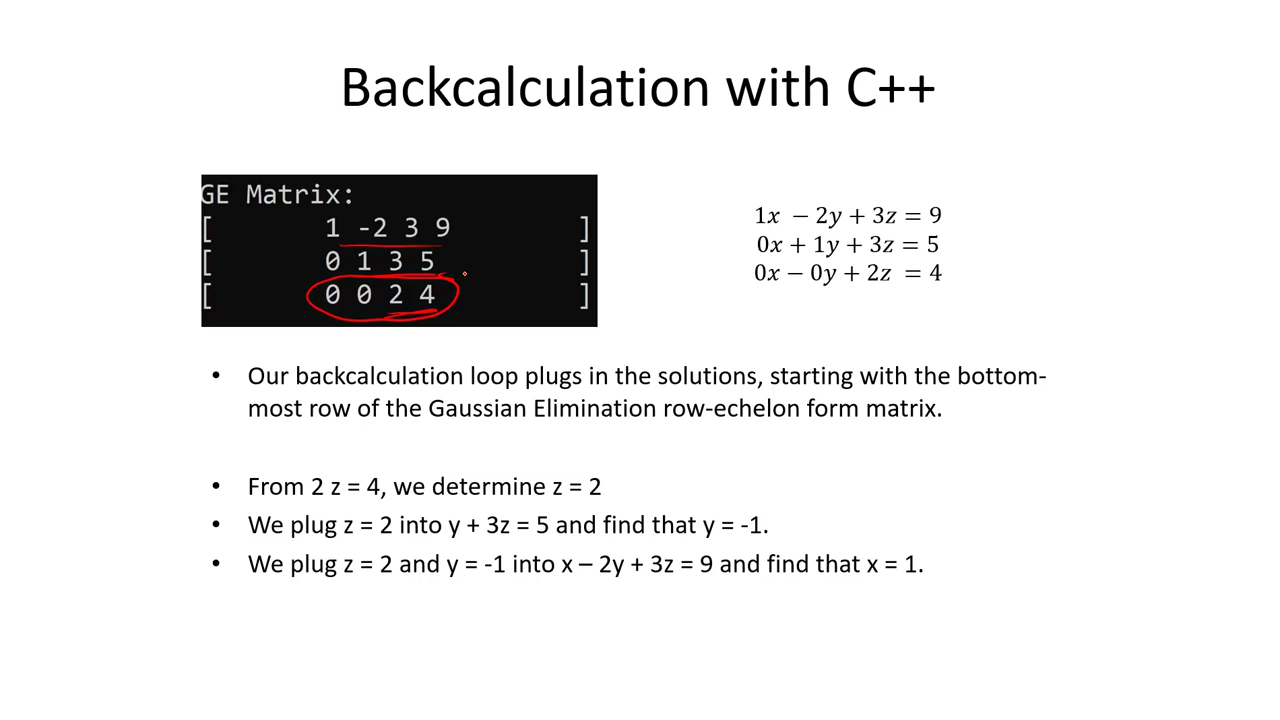 Backcalculation with C++
GE Matrix:
[ 1 -2 3 9 ]
[ 0 1 3 5 ]
[ 0 0 2 4 ]
1x − 2y + 3z = 9
0x + 1y + 3z = 5
0x − 0y + 2z = 4
• Our backcalculation loop plugs in the solutions, starting with the bottom-
most row of the Gaussian Elimination row-echelon form matrix.
• From 2 z = 4, we determine z = 2
• We plug z = 2 into y + 3z = 5 and find that y = -1.
• We plug z = 2 and y = -1 into x – 2y + 3z = 9 and find that x = 1.